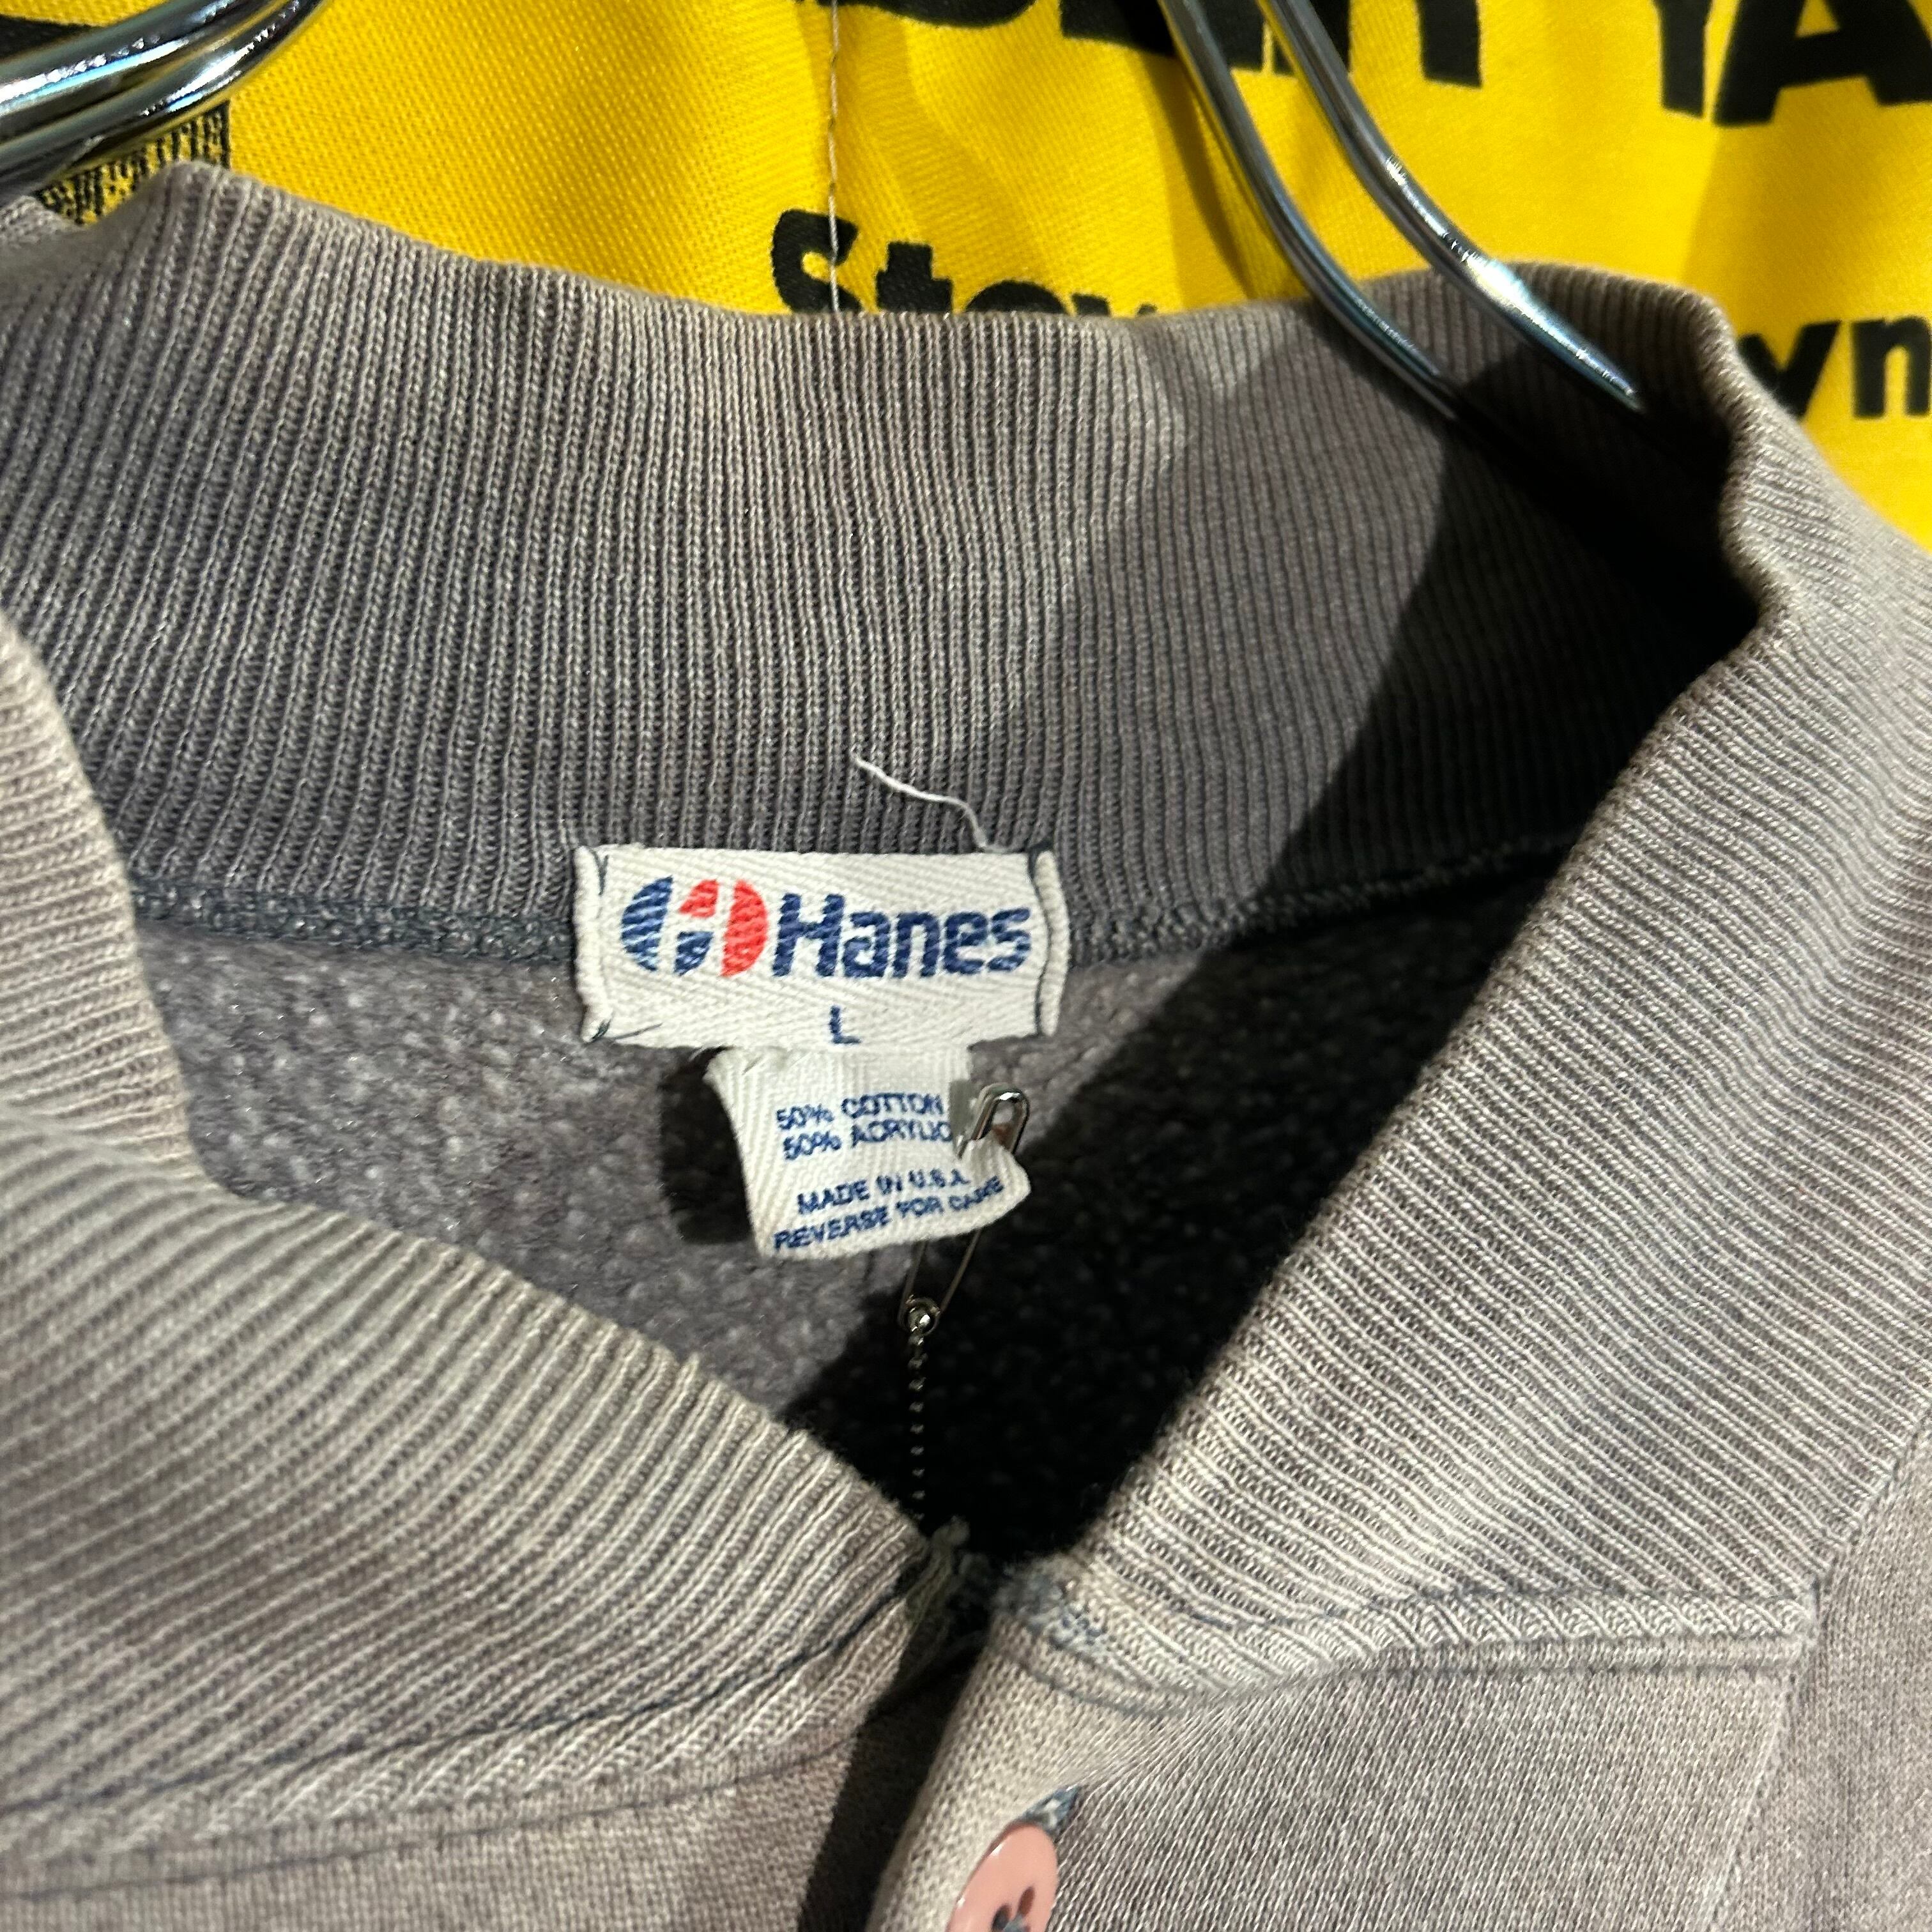 Hanes
L
50% COTTON
50% ACRYLIC
MADE IN U.S.A.
REVERSE FOR CARE